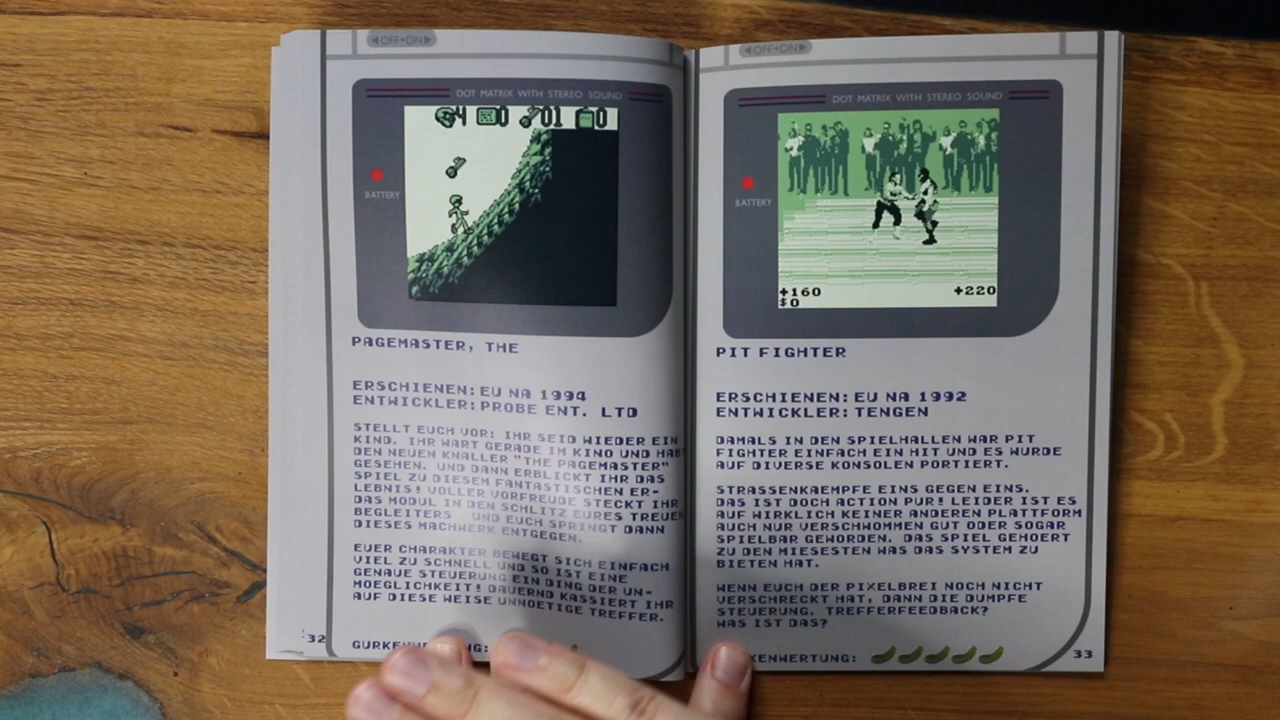 OFF•ON
DOT MATRIX WITH STEREO SOUND
4 0 01 0
BATTERY
PAGEMASTER, THE
ERSCHIENEN: EU NA 1994
ENTWICKLER: PROBE ENT. LTD
STELLT EUCH VOR: IHR SEID WIEDER EIN
KIND. IHR WART GERADE IM KINO UND HAB
DEN NEUEN KNALLER "THE PAGEMASTER"
GESEHEN. UND DANN ERBLICKT IHR DAS
SPIEL ZU DIESEM FANTASTISCHEN ER-
LEBNIS! VOLLER VORFREUDE STECKT IHR
DAS MODUL IN DEN SCHLITZ EURES TREUEN
BEGLEITERS UND EUCH SPRINGT DANN
DIESES MACHWERK ENTGEGEN.
EUER CHARAKTER BEWEGT SICH EINFACH
VIEL ZU SCHNELL UND SO IST EINE
GENAUE STEUERUNG EIN DING DER UN-
MOEGLICHKEIT! DAUERND KASSIERT IHR
AUF DIESE WEISE UNNOETIGE TREFFER.
32
OFF•ON
DOT MATRIX WITH STEREO SOUND
BATTERY
+160 +220
$0
PIT FIGHTER
ERSCHIENEN: EU NA 1992
ENTWICKLER: TENGEN
DAMALS IN DEN SPIELHALLEN WAR PIT
FIGHTER EINFACH EIN HIT UND ES WURDE
AUF DIVERSE KONSOLEN PORTIERT.
STRASSENKAEMPFE EINS GEGEN EINS.
DAS IST DOCH ACTION PUR! LEIDER IST ES
AUF WIRKLICH KEINER ANDEREN PLATTFORM
AUCH NUR VERSCHWOMMEN GUT ODER SOGAR
SPIELBAR GEWORDEN. DAS SPIEL GEHOERT
ZU DEN MIESESTEN WAS DAS SYSTEM ZU
BIETEN HAT.
WENN EUCH DER PIXELBREI NOCH NICHT
VERSCHRECKT HAT, DANN DIE DUMPFE
STEUERUNG. TREFFERFEEDBACK?
WAS IST DAS?
KENWERTUNG:
33